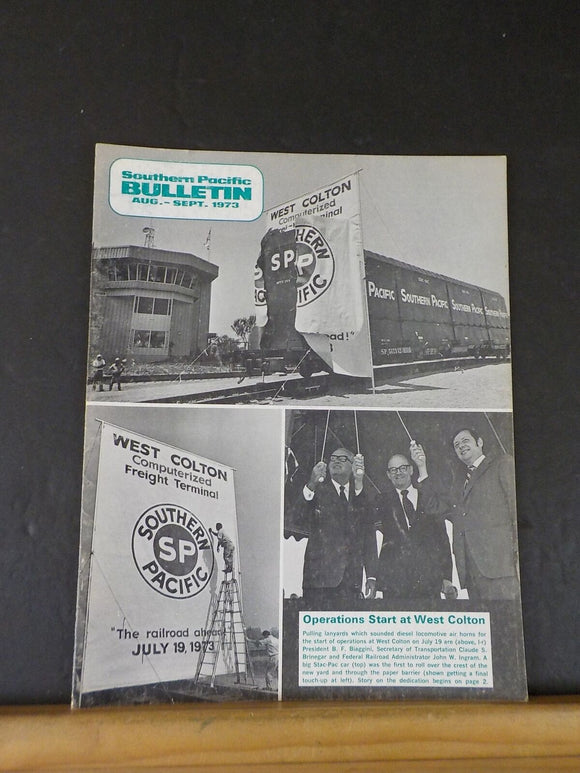 Southern Pacific
BULLETIN
AUG. - SEPT. 1973
WEST COLTON
Computerized
SOUTHERN
SP
PACIFIC
PACIFIC SOUTHERN PACIFIC SOUTHERN PACIFIC
WEST COLTON
Computerized
Freight Terminal
SOUTHERN
SP
PACIFIC
"The railroad ahead
JULY 19, 1973
Operations Start at West Colton
Pulling lanyards which sounded diesel locomotive air horns for
the start of operations at West Colton on July 19 are (above, l-r)
President B. F. Biaggini, Secretary of Transportation Claude S.
Brinegar and Federal Railroad Administrator John W. Ingram. A
big Stac-Pac car (top) was the first to roll over the crest of the
new yard and through the paper barrier (shown getting a final
touch-up at left). Story on the dedication begins on page 2.